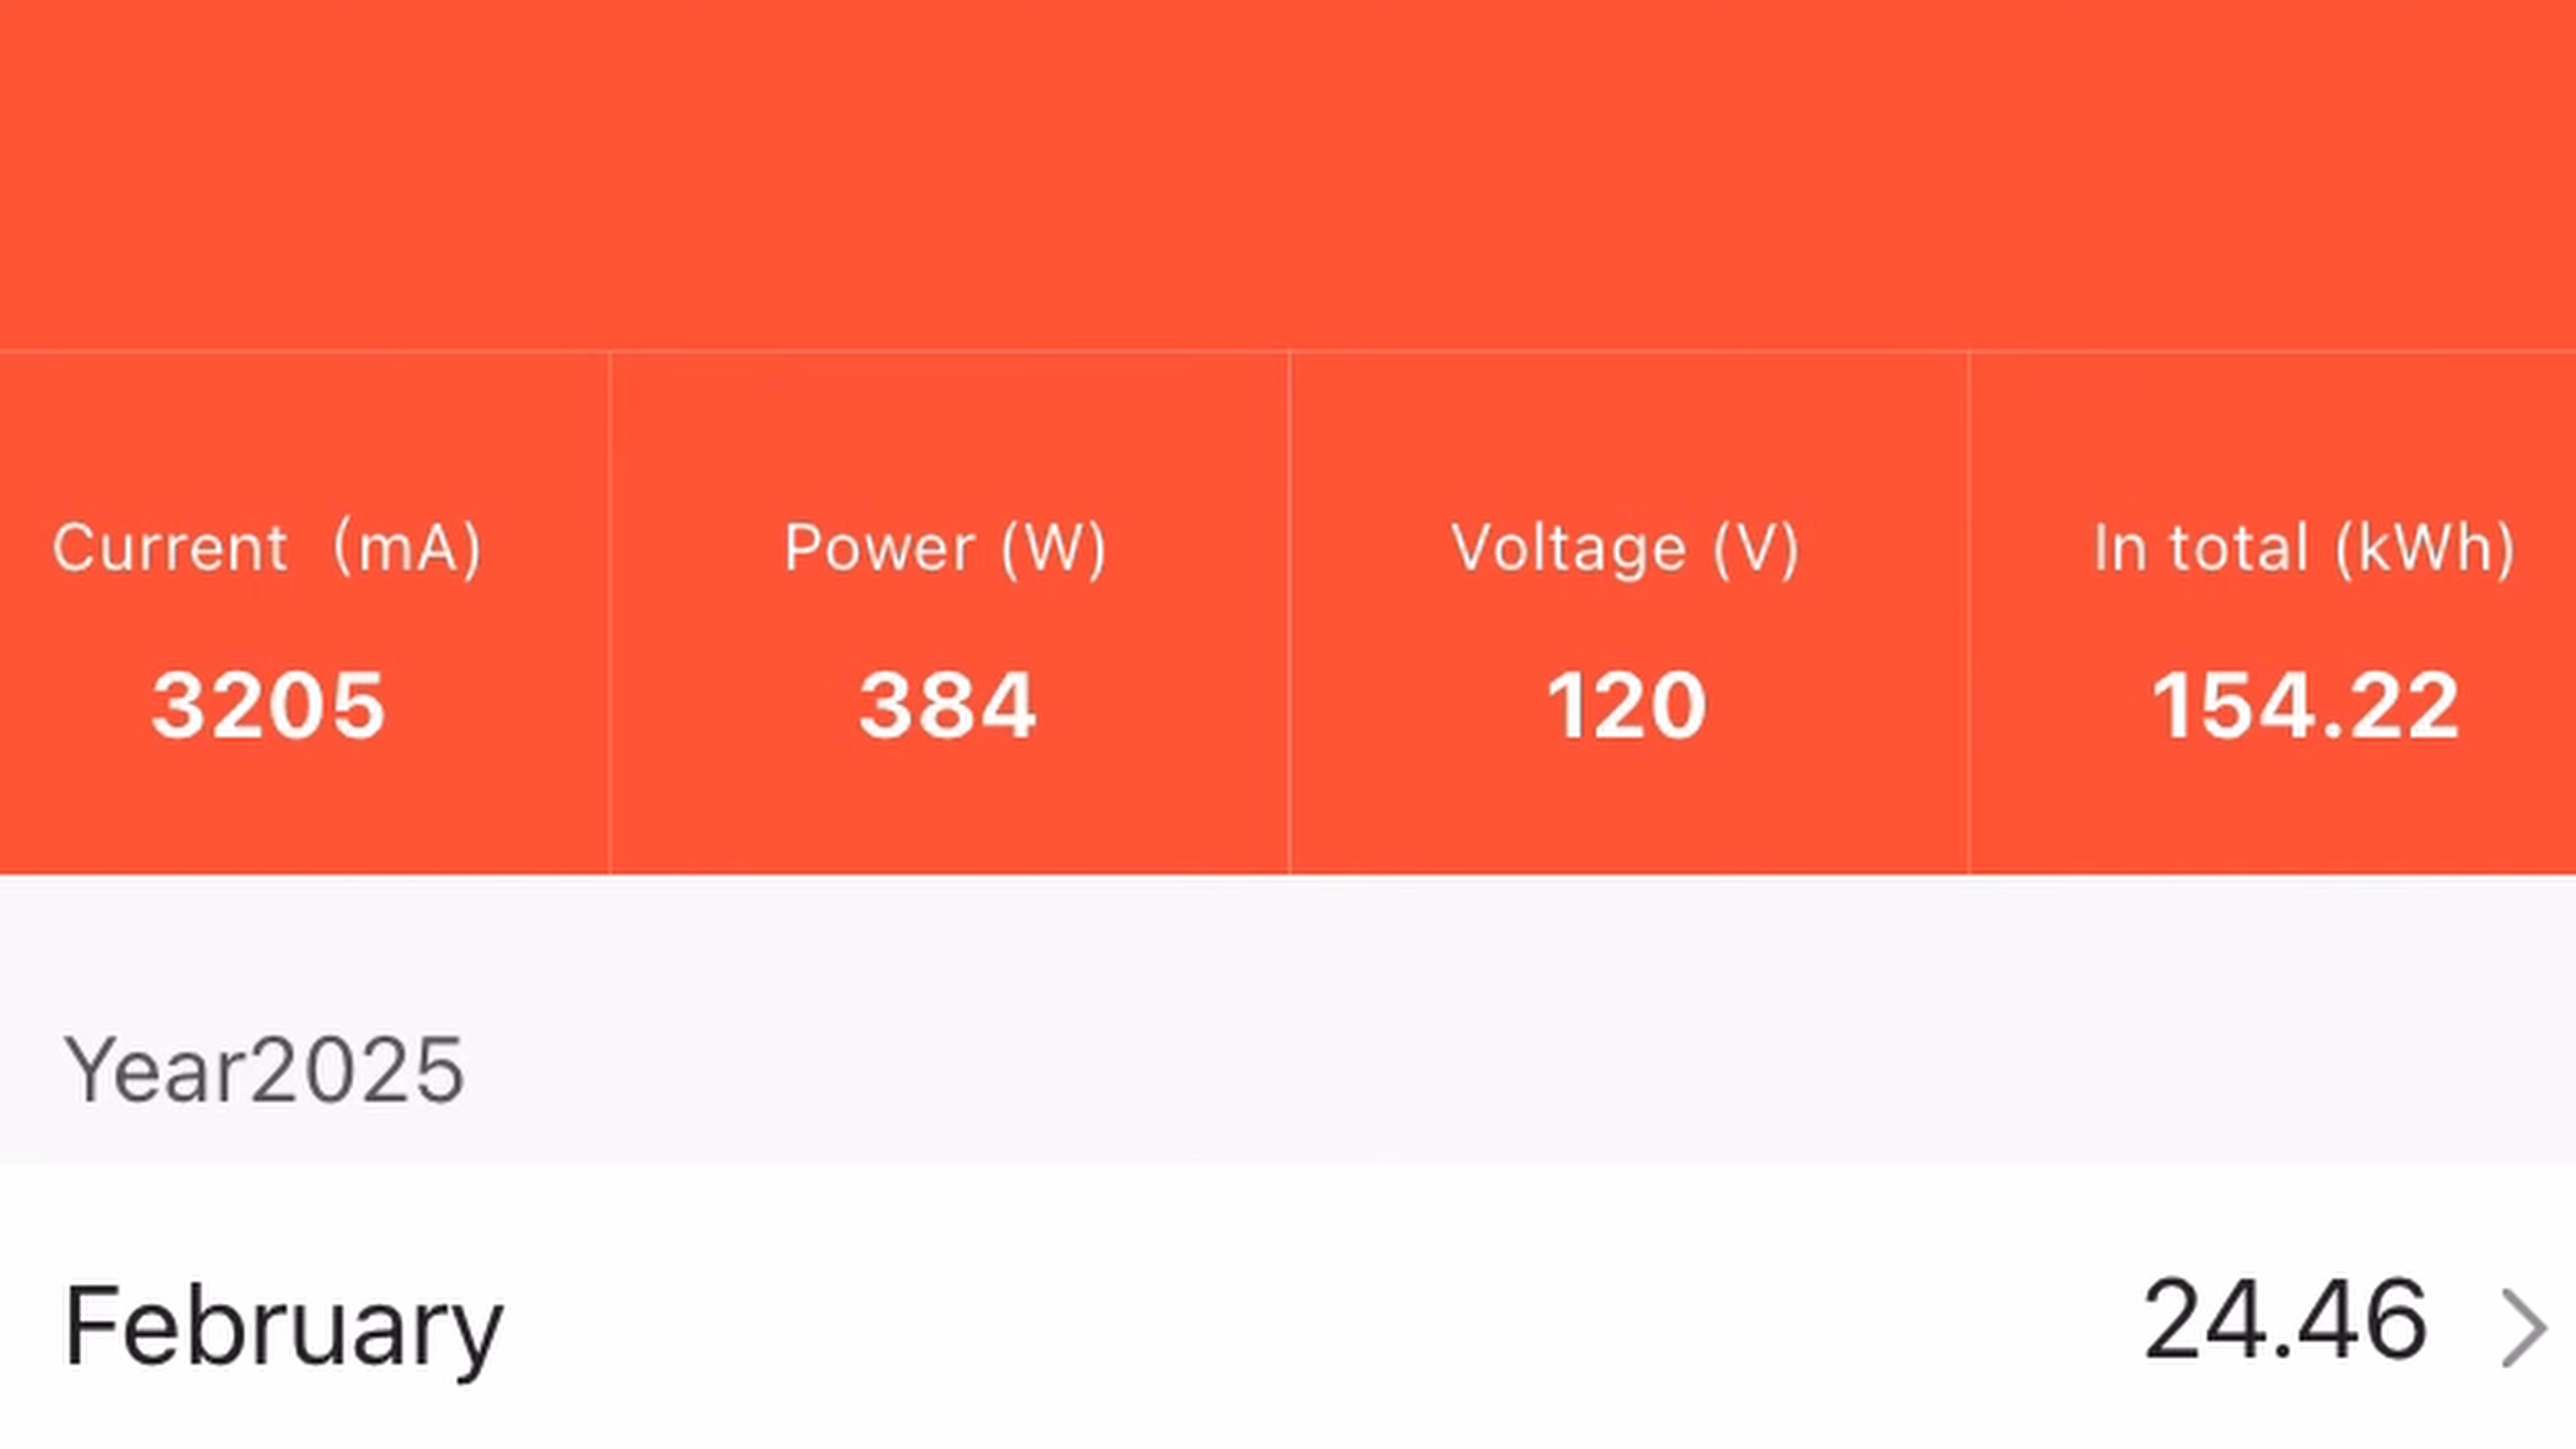 Current (mA) Power (W) Voltage (V) In total (kWh)
3205 384 120 154.22
Year2025
February 24.46